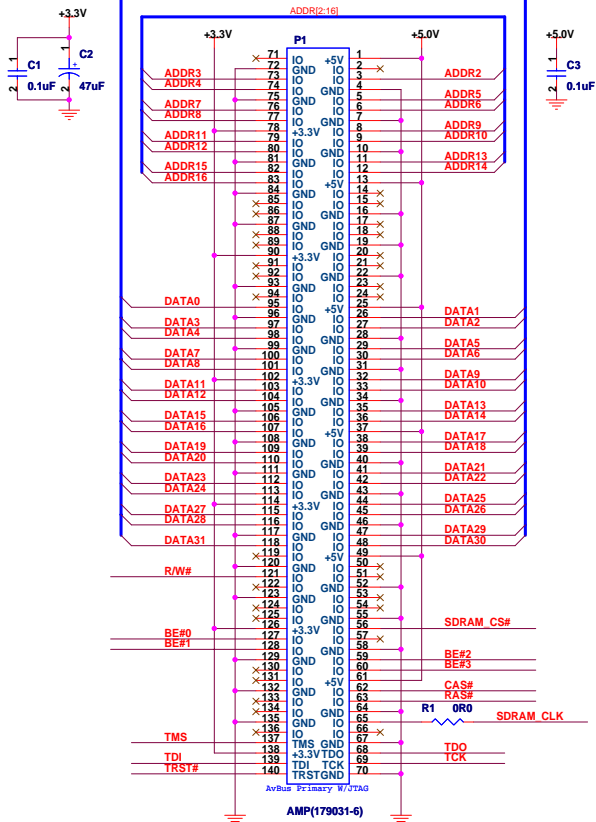 ADDR[2:16]
+3.3V +3.3V +5.0V +5.0V
P1
C1 0.1uF 1 2
C2 47uF 1 2 +
C3 0.1uF 1 2
71 IO +5V 1
72 GND IO 2
ADDR3 73 IO IO 3 ADDR2
ADDR4 74 IO GND 4
75 GND IO 5 ADDR5
ADDR7 76 IO IO 6 ADDR6
ADDR8 77 IO GND 7
78 +3.3V IO 8 ADDR9
ADDR11 79 IO IO 9 ADDR10
ADDR12 80 IO GND 10
81 GND IO 11 ADDR13
ADDR15 82 IO IO 12 ADDR14
ADDR16 83 IO +5V 13
84 GND IO 14
85 IO IO 15
86 IO GND 16
87 GND IO 17
88 IO IO 18
89 IO GND 19
90 +3.3V IO 20
91 IO IO 21
92 IO GND 22
93 GND IO 23
94 IO IO 24
DATA0 95 IO +5V 25
96 GND IO 26 DATA1
DATA3 97 IO IO 27 DATA2
DATA4 98 IO GND 28
99 GND IO 29 DATA5
DATA7 100 IO IO 30 DATA6
DATA8 101 IO GND 31
102 +3.3V IO 32 DATA9
DATA11 103 IO IO 33 DATA10
DATA12 104 IO GND 34
105 GND IO 35 DATA13
DATA15 106 IO IO 36 DATA14
DATA16 107 IO +5V 37
108 GND IO 38 DATA17
DATA19 109 IO IO 39 DATA18
DATA20 110 IO GND 40
111 GND IO 41 DATA21
DATA23 112 IO IO 42 DATA22
DATA24 113 IO GND 43
114 +3.3V IO 44 DATA25
DATA27 115 IO IO 45 DATA26
DATA28 116 IO GND 46
117 GND IO 47 DATA29
DATA31 118 IO IO 48 DATA30
119 IO +5V 49
120 GND IO 50
R/W# 121 IO IO 51
122 IO GND 52
123 GND IO 53
124 IO IO 54
125 IO GND 55
126 +3.3V IO 56 SDRAM_CS#
BE#0 127 IO IO 57
BE#1 128 IO GND 58
129 GND IO 59 BE#2
130 IO IO 60 BE#3
131 IO +5V 61
132 GND IO 62 CAS#
133 IO IO 63 RAS#
134 IO GND 64
135 GND IO 65 R1 0R0 SDRAM_CLK
136 IO IO 66
TMS 137 TMS GND 67
138 +3.3V TDO 68 TDO
TDI 139 TDI TCK 69 TCK
TRST# 140 TRST GND 70
AvBus Primary W/JTAG
AMP(179031-6)